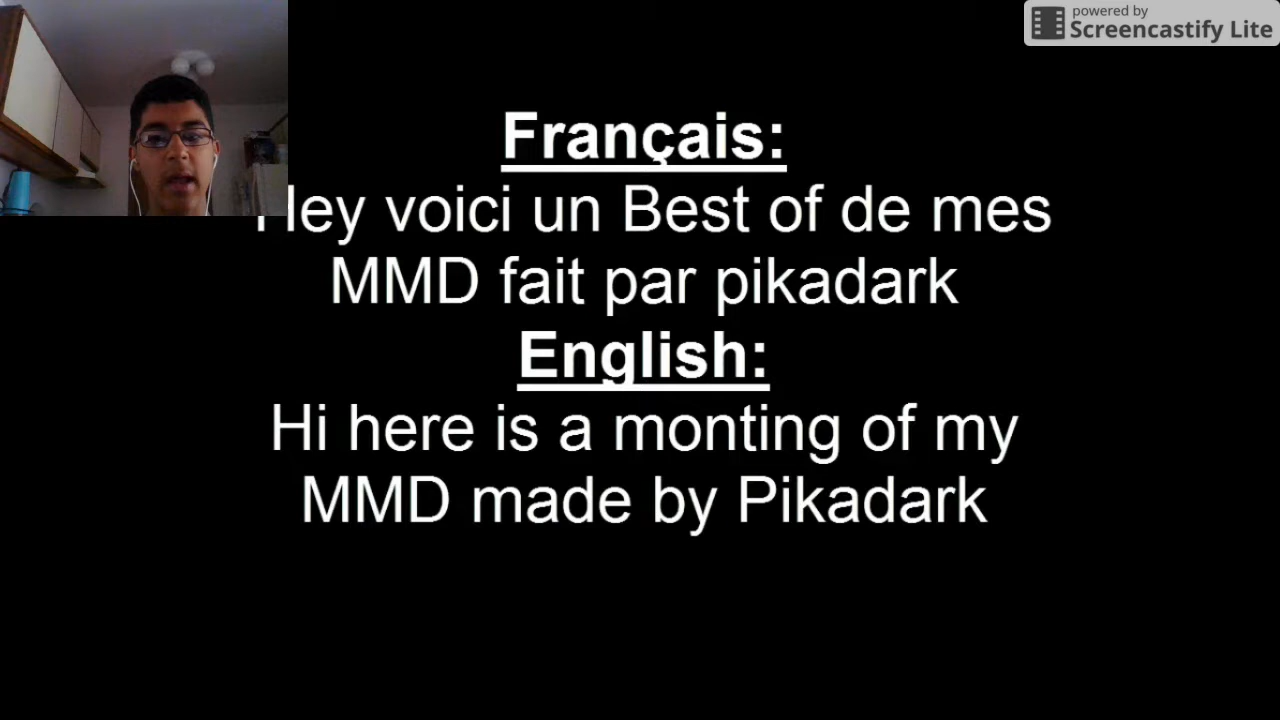 powered by
Screencastify Lite
Français:
Hey voici un Best of de mes
MMD fait par pikadark
English:
Hi here is a monting of my
MMD made by Pikadark